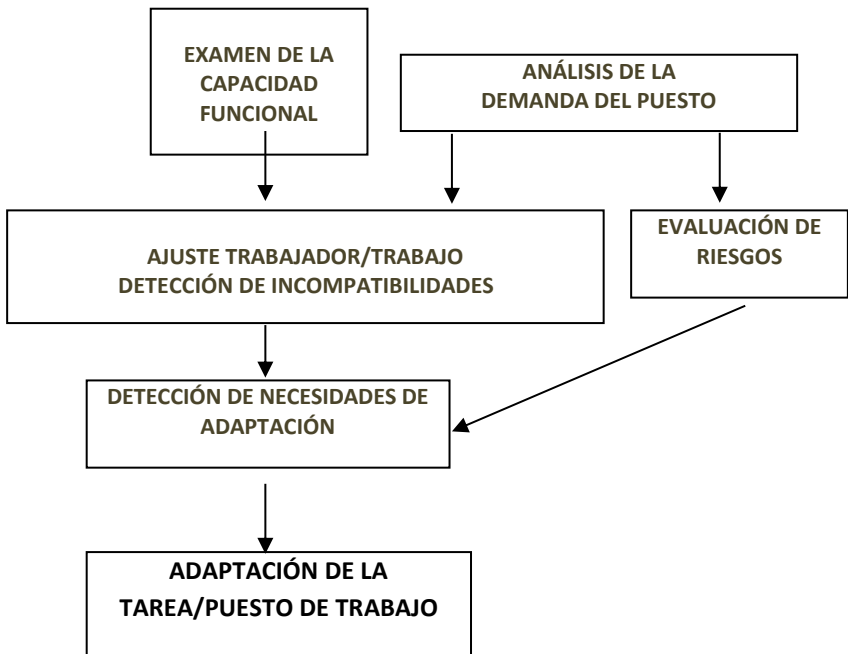 EXAMEN DE LA
CAPACIDAD
FUNCIONAL
ANÁLISIS DE LA
DEMANDA DEL PUESTO
AJUSTE TRABAJADOR/TRABAJO
DETECCIÓN DE INCOMPATIBILIDADES
EVALUACIÓN DE
RIESGOS
DETECCIÓN DE NECESIDADES DE
ADAPTACIÓN
ADAPTACIÓN DE LA
TAREA/PUESTO DE TRABAJO